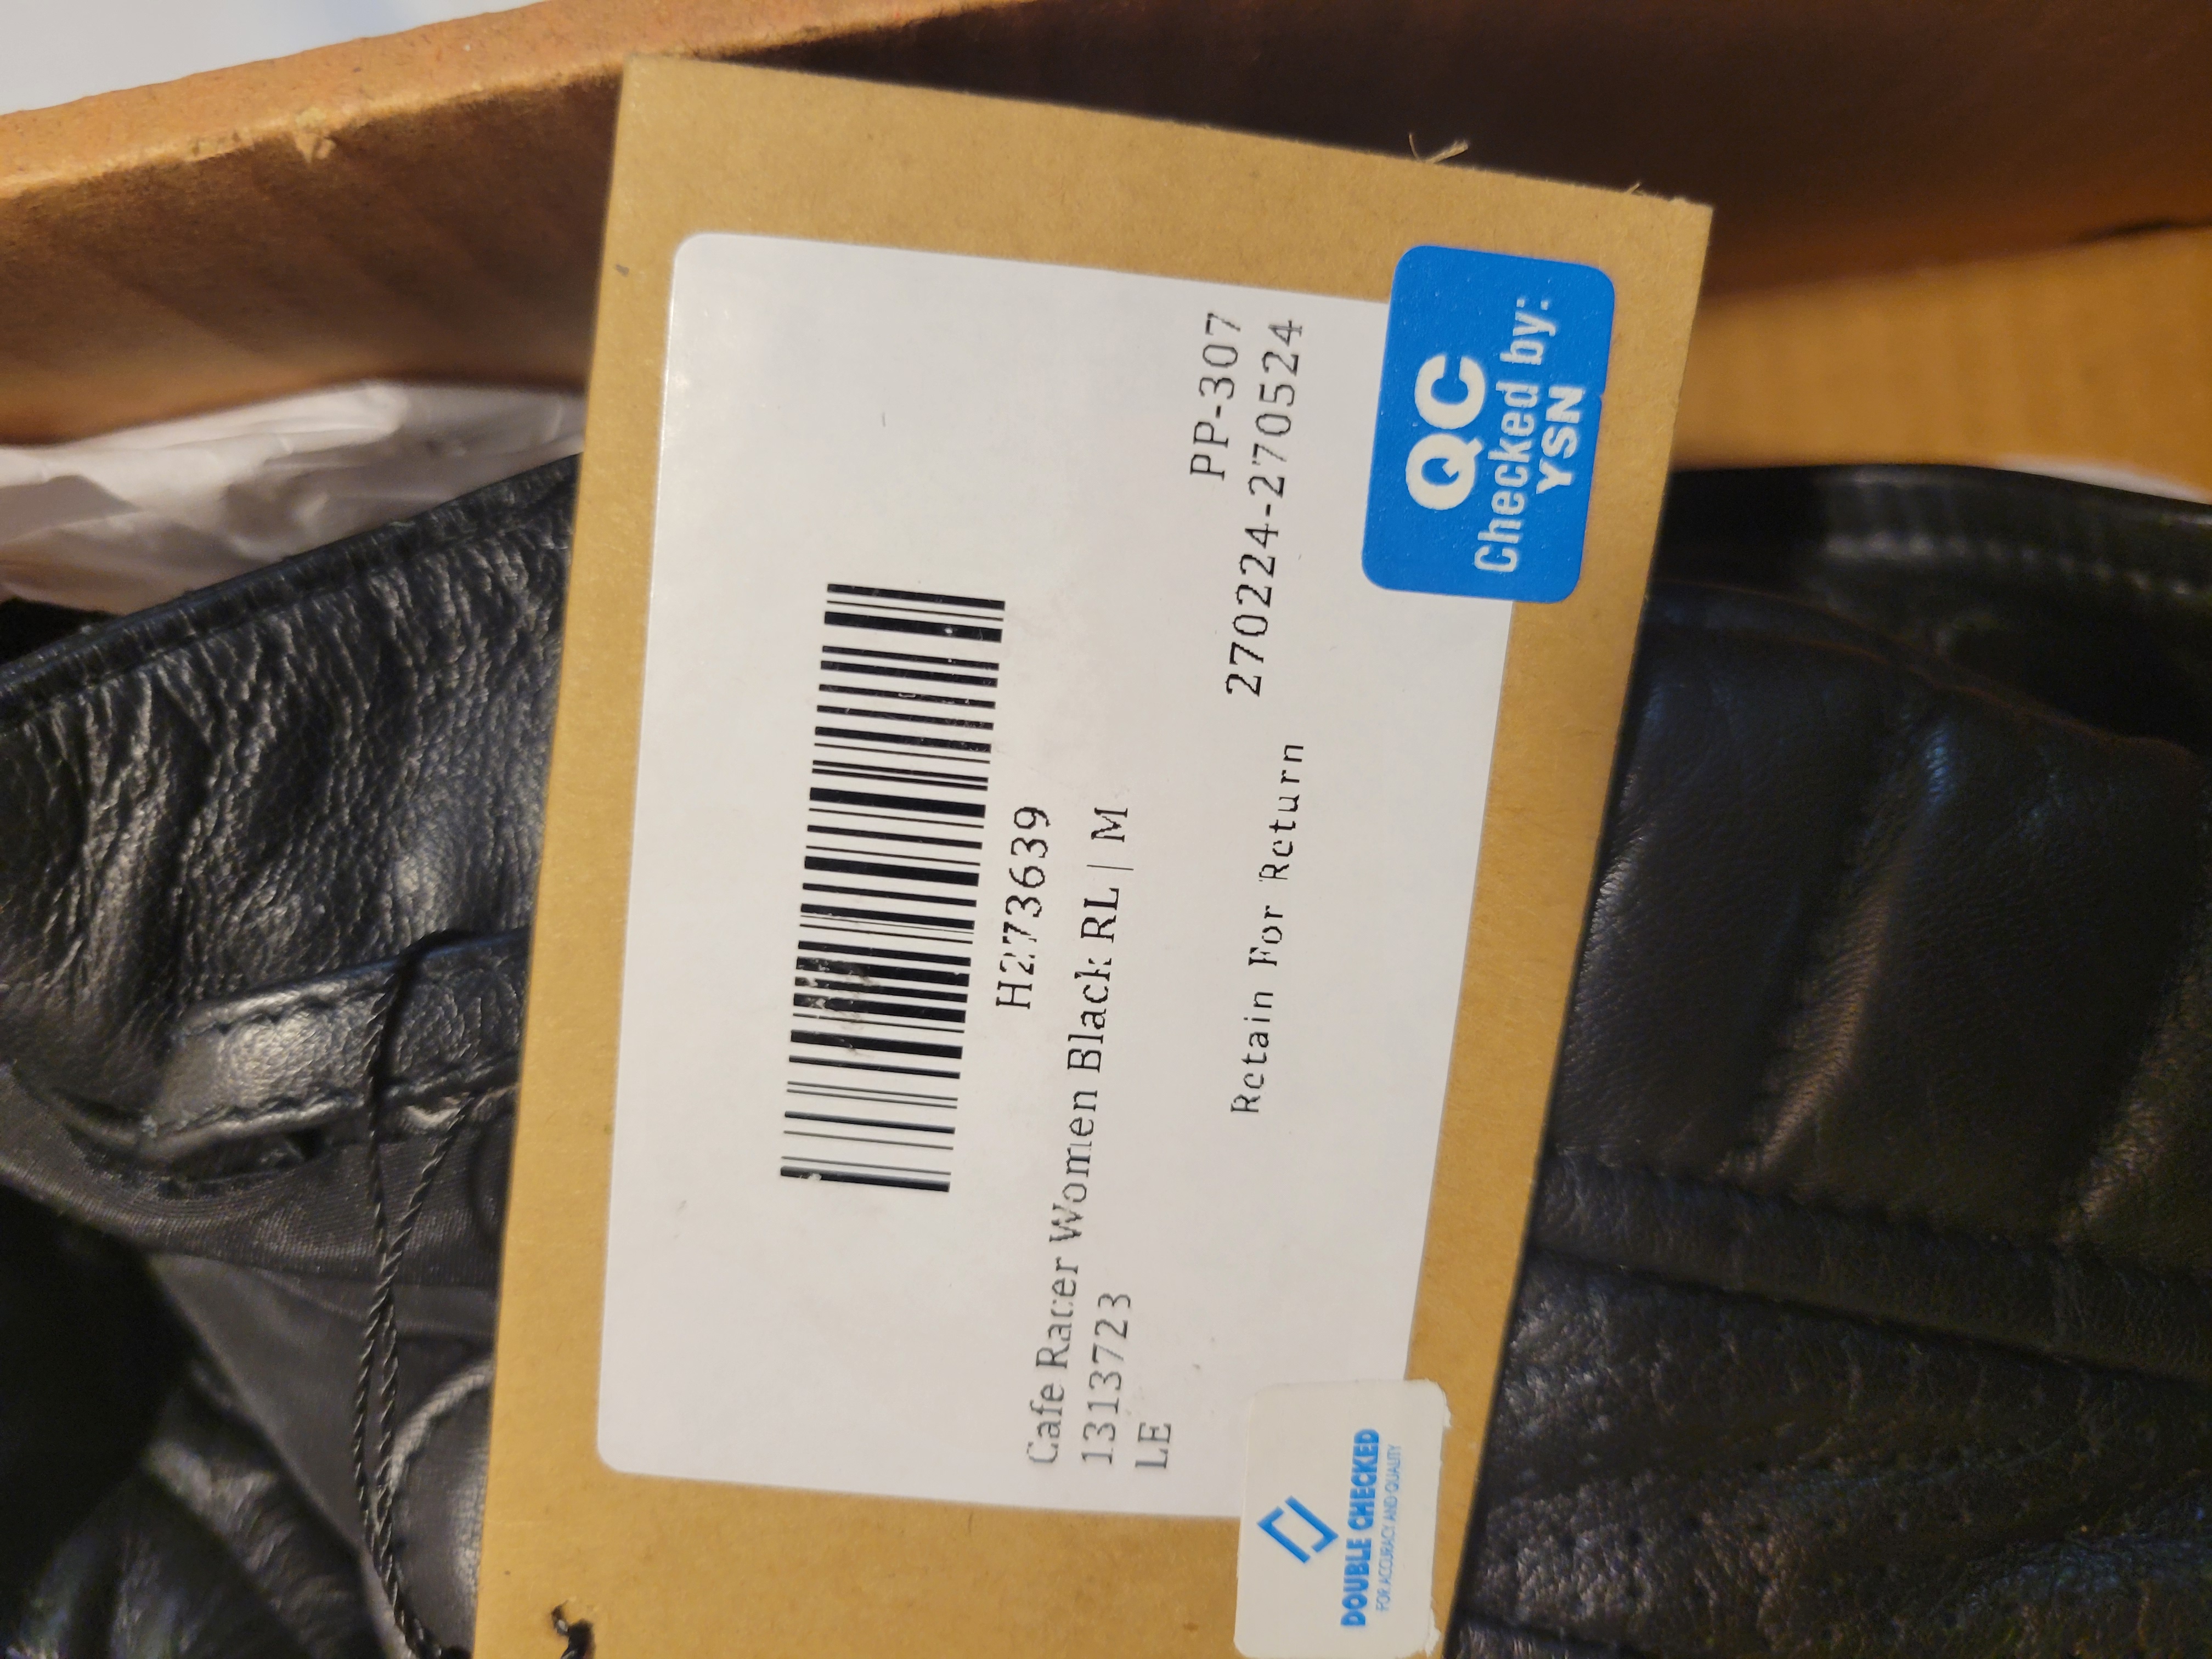 H273639
Cafe Racer Women Black RL | M
1313723
LE
PP-307
Retain For Return 270224-270524
QC
Checked by:
YSN
DOUBLE CHECKED
FOR ACCURACY AND QUALITY